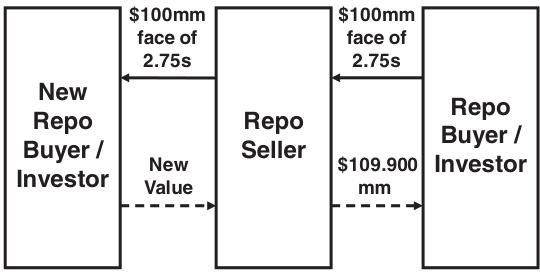 New
Repo
Buyer /
Investor
$100mm
face of
2.75s
New
Value
Repo
Seller
$100mm
face of
2.75s
$109.900
mm
Repo
Buyer /
Investor